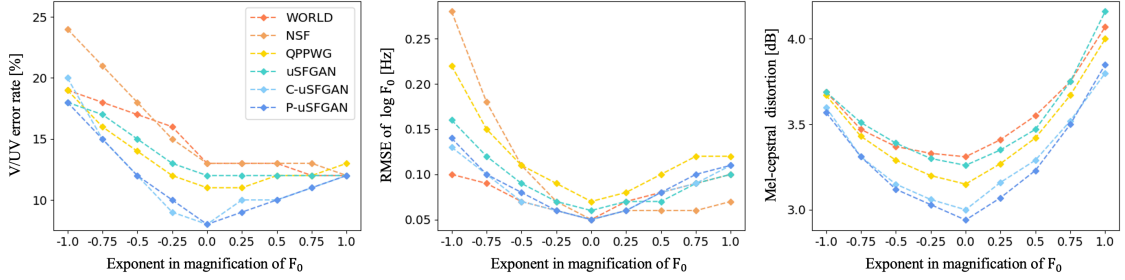 V/UV error rate [%]
25
20
15
10
WORLD
NSF
QPPWG
uSFGAN
C-uSFGAN
P-uSFGAN
-1.0 -0.75 -0.5 -0.25 0.0 0.25 0.5 0.75 1.0
Exponent in magnification of F₀
RMSE of log F₀ [Hz]
0.25
0.20
0.15
0.10
0.05
-1.0 -0.75 -0.5 -0.25 0.0 0.25 0.5 0.75 1.0
Exponent in magnification of F₀
Mel-cepstral distortion [dB]
4.0
3.5
3.0
-1.0 -0.75 -0.5 -0.25 0.0 0.25 0.5 0.75 1.0
Exponent in magnification of F₀